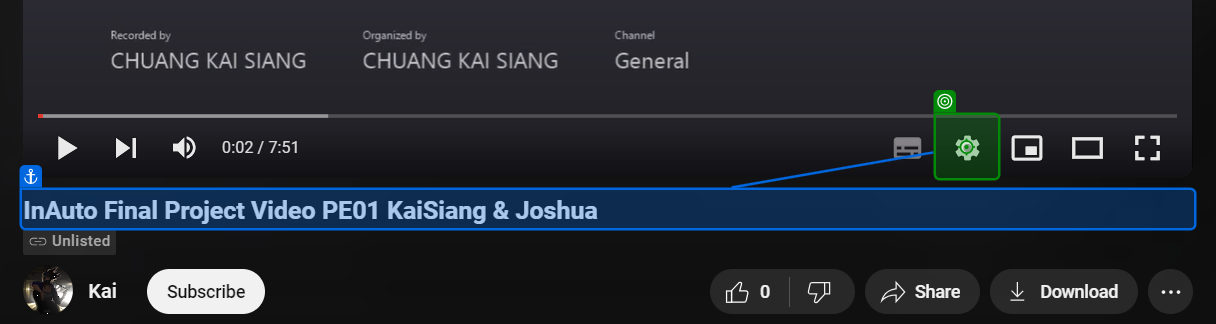 Recorded by Organized by Channel
CHUANG KAI SIANG CHUANG KAI SIANG General
0:02 / 7:51
InAuto Final Project Video PE01 KaiSiang & Joshua
Unlisted
Kai Subscribe 0 Share Download